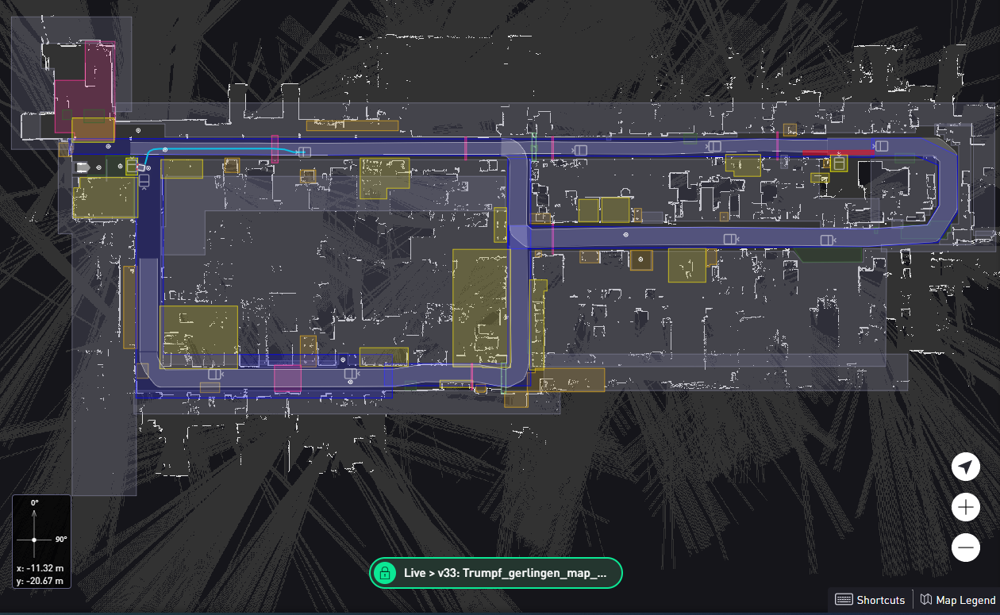 0°
90°
x: -11.32 m
y: -20.67 m
Live > v33: Trumpf_gerlingen_map_...
Shortcuts
Map Legend